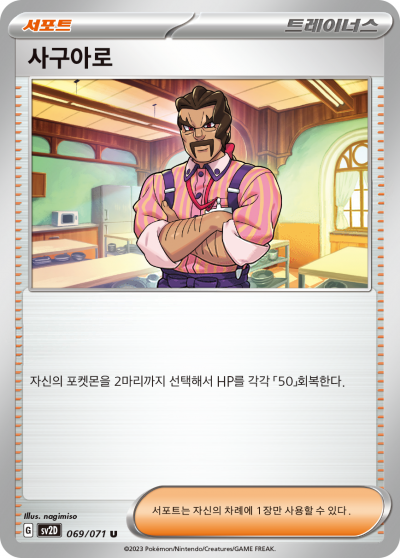 서포트
트레이너스
사구아로
자신의 포켓몬을 2마리까지 선택해서 HP를 각각 「50」회복한다.
Illus. nagimiso
서포트는 자신의 차례에 1장만 사용할 수 있다.
G SV2D 069/071 U
©2023 Pokémon/Nintendo/Creatures/GAME FREAK.